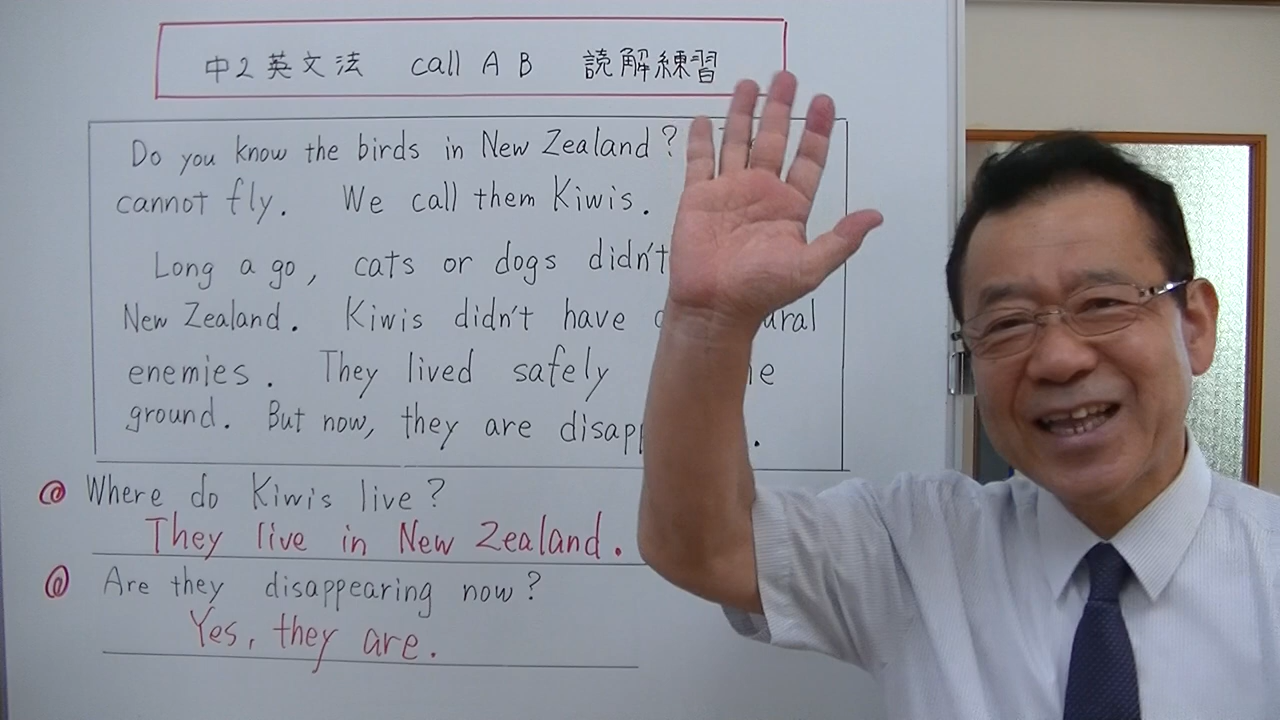 中2英文法 call A B 読解練習
Do you know the birds in New Zealand?
cannot fly. We call them Kiwis.
Long a go, cats or dogs didn't
New Zealand. Kiwis didn't have
enemies. They lived safely
ground. But now, they are
@ Where do Kiwis live?
They live in New Zealand.
@ Are they disappearing now?
Yes, they are.